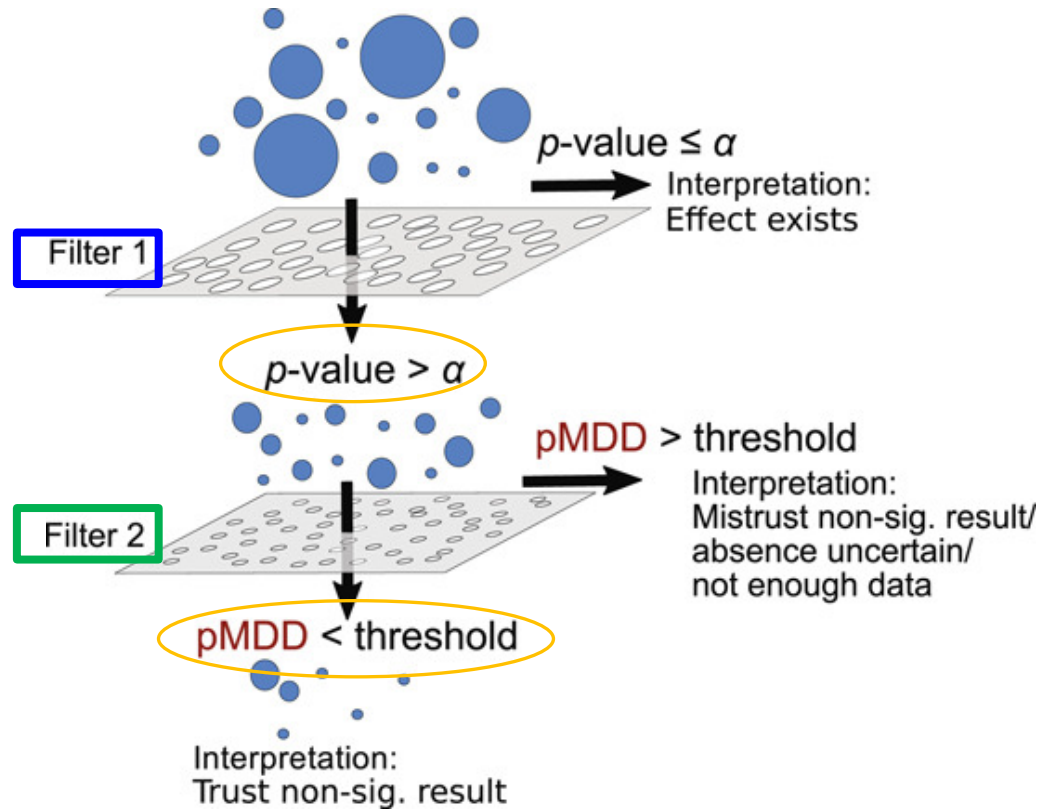 p-value ≤ α
Interpretation:
Effect exists
Filter 1
p-value > α
pMDD > threshold
Interpretation:
Mistrust non-sig. result/
absence uncertain/
not enough data
Filter 2
pMDD < threshold
Interpretation:
Trust non-sig. result